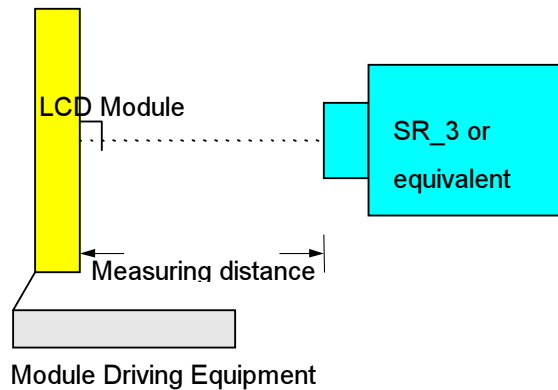 LCD Module
SR_3 or
equivalent
Measuring distance
Module Driving Equipment